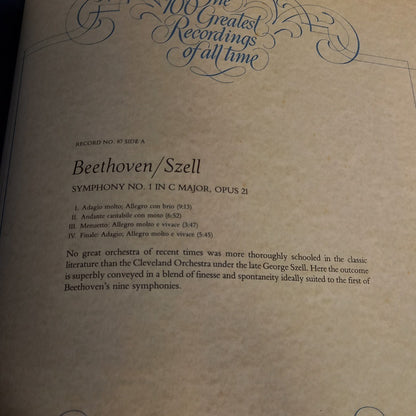 The
100 Greatest
Recordings
of all time
RECORD NO. 97 SIDE A
Beethoven/Szell
SYMPHONY NO. 1 IN C MAJOR, OPUS 21
I. Adagio molto; Allegro con brio (9:13)
II. Andante cantabile con moto (6:52)
III. Menuetto: Allegro molto e vivace (3:47)
IV. Finale: Adagio; Allegro molto e vivace (5:45)
No great orchestra of recent times was more thoroughly schooled in the classic
literature than the Cleveland Orchestra under the late George Szell. Here the outcome
is superbly conveyed in a blend of finesse and spontaneity ideally suited to the first of
Beethoven's nine symphonies.